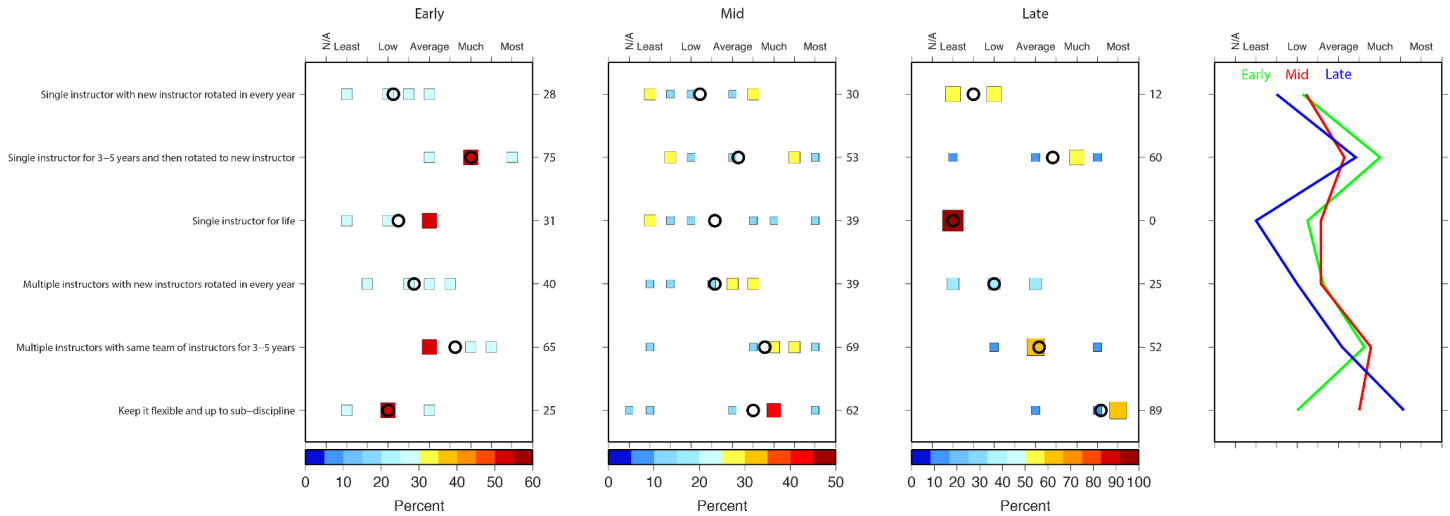 Early
Mid
Late
N/A Least Low Average Much Most
N/A Least Low Average Much Most
N/A Least Low Average Much Most
N/A Least Low Average Much Most
Early Mid Late
Single instructor with new instructor rotated in every year 28 30 12
Single instructor for 3−5 years and then rotated to new instructor 75 53 60
Single instructor for life 31 39 0
Multiple instructors with new instructors rotated in every year 40 39 25
Multiple instructors with same team of instructors for 3−5 years 65 69 52
Keep it flexible and up to sub−discipline 25 62 89
0 10 20 30 40 50 60
0 10 20 30 40 50
0 10 20 30 40 50 60 70 80 90 100
Percent
Percent
Percent